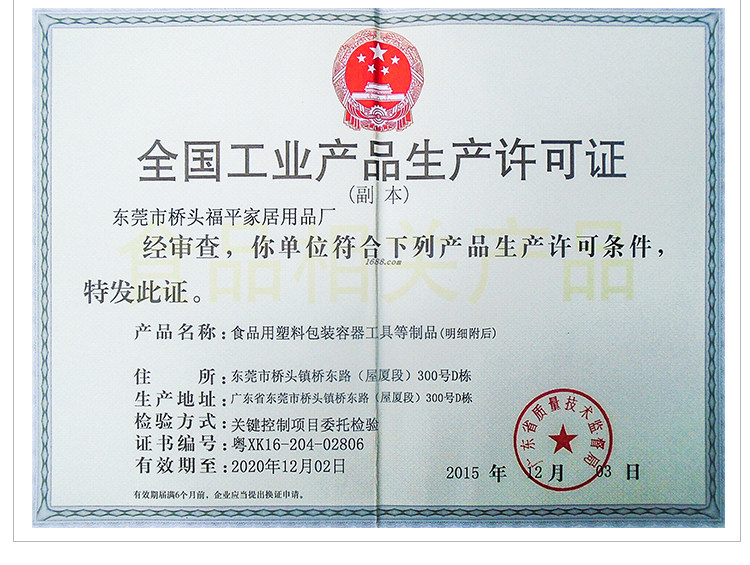 全国工业产品生产许可证
(副 本)
东莞市桥头福平家居用品厂
食品相关产品
经审查，你单位符合下列产品生产许可条件，
1688.com
特发此证。
产品名称：食品用塑料包装容器工具等制品(明细附后)
住 所：东莞市桥头镇桥东路（屋厦段）300号D栋
生产地址：广东省东莞市桥头镇桥东路（屋厦段）300号D栋
检验方式：关键控制项目委托检验
证书编号：粤XK16-204-02806
有效期至：2020年12月02日
广东省质量技术监督局
2015 年 12 月 03 日
有效期届满6个月前，企业应当提出换证申请。